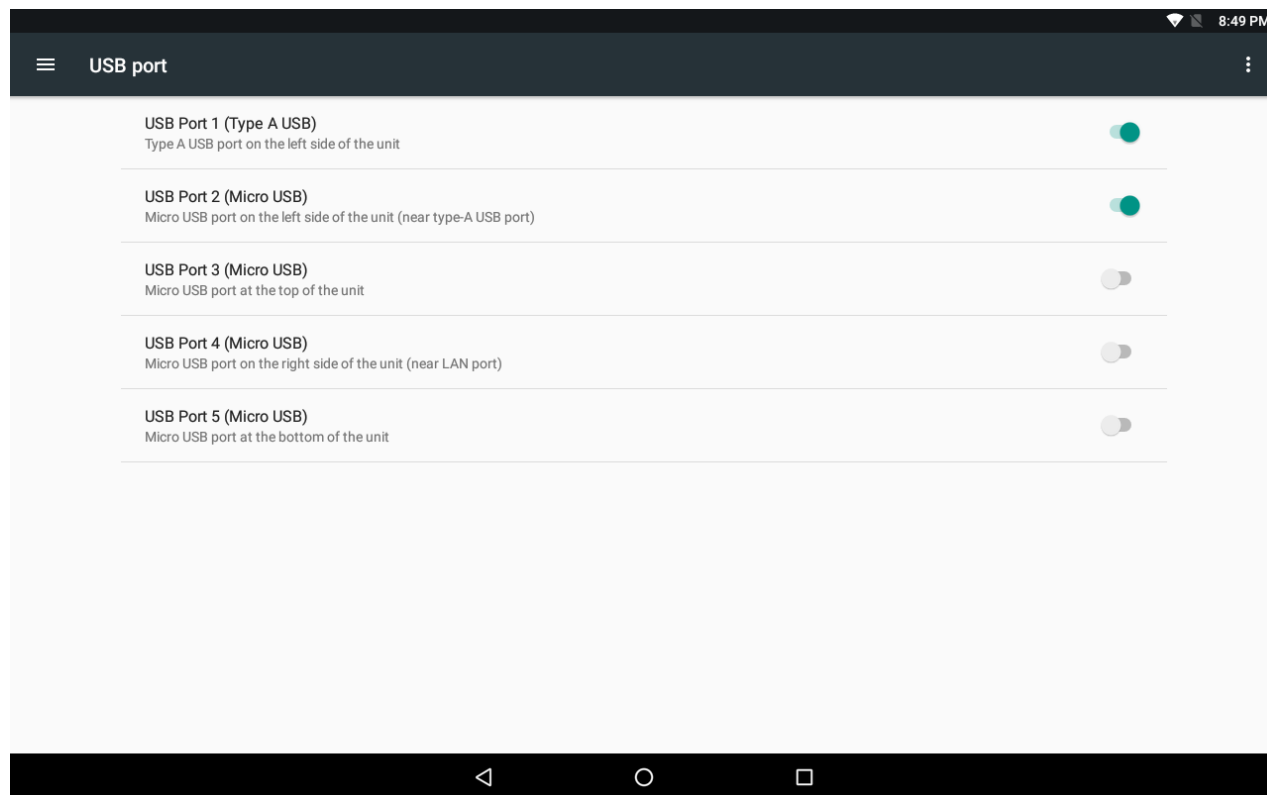 8:49 PM
USB port
USB Port 1 (Type A USB)
Type A USB port on the left side of the unit
USB Port 2 (Micro USB)
Micro USB port on the left side of the unit (near type-A USB port)
USB Port 3 (Micro USB)
Micro USB port at the top of the unit
USB Port 4 (Micro USB)
Micro USB port on the right side of the unit (near LAN port)
USB Port 5 (Micro USB)
Micro USB port at the bottom of the unit